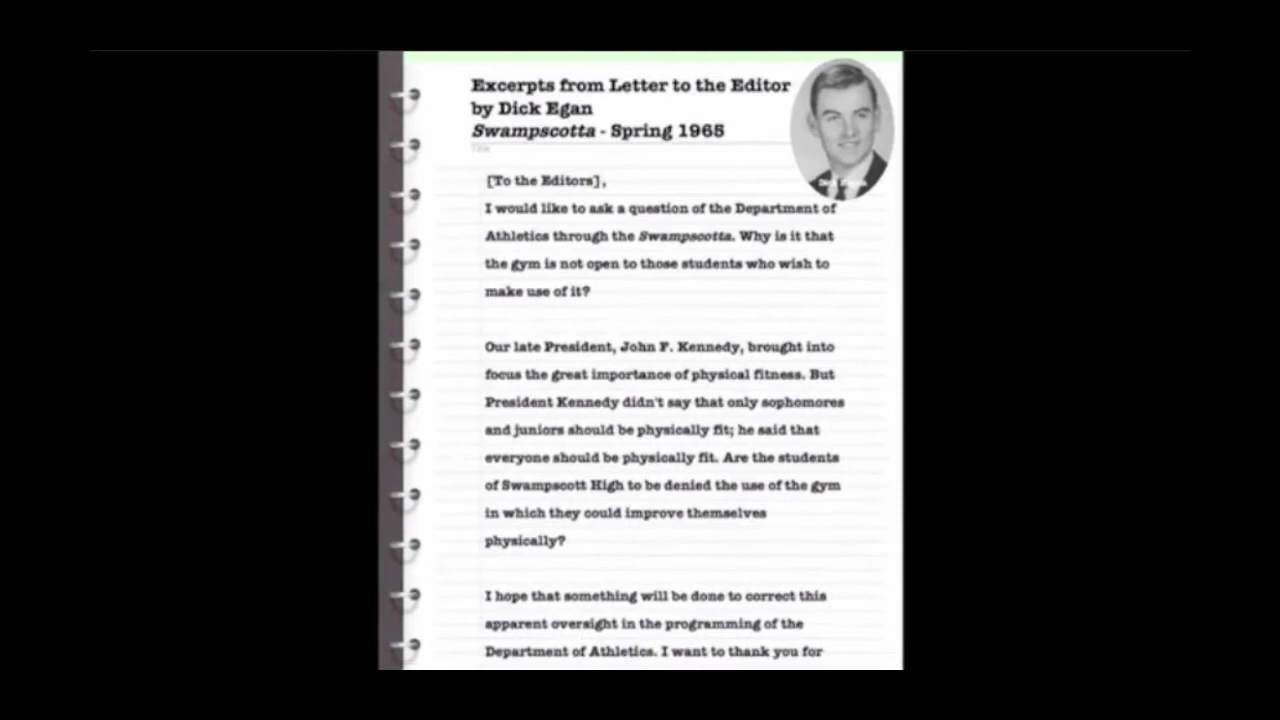 Excerpts from Letter to the Editor
by Dick Egan
Swampscotta - Spring 1965
Title
[To the Editors],
I would like to ask a question of the Department of
Athletics through the Swampscotta. Why is it that
the gym is not open to those students who wish to
make use of it?
Our late President, John F. Kennedy, brought into
focus the great importance of physical fitness. But
President Kennedy didn't say that only sophomores
and juniors should be physically fit; he said that
everyone should be physically fit. Are the students
of Swampscott High to be denied the use of the gym
in which they could improve themselves
physically?
I hope that something will be done to correct this
apparent oversight in the programming of the
Department of Athletics. I want to thank you for